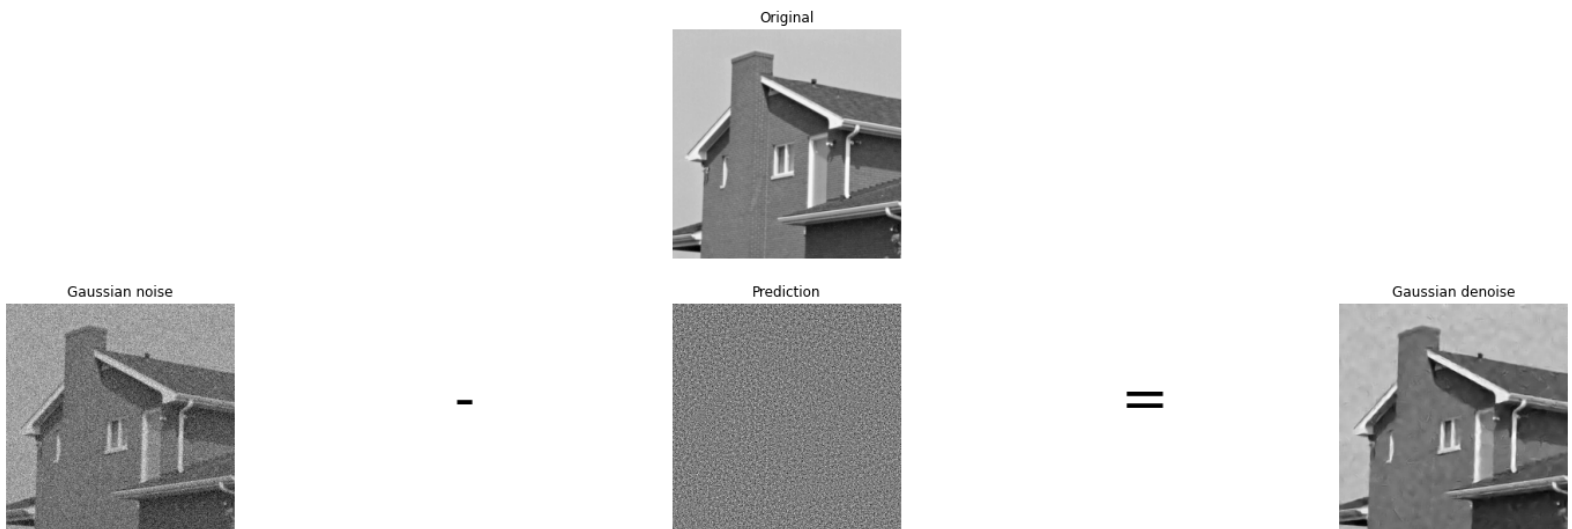 Original
Gaussian noise
Prediction
Gaussian denoise
-
=